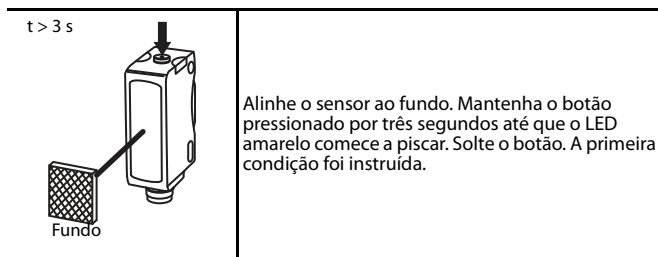 t > 3 s
Fundo
Alinhe o sensor ao fundo. Mantenha o botão
pressionado por três segundos até que o LED
amarelo comece a piscar. Solte o botão. A primeira
condição foi instruída.